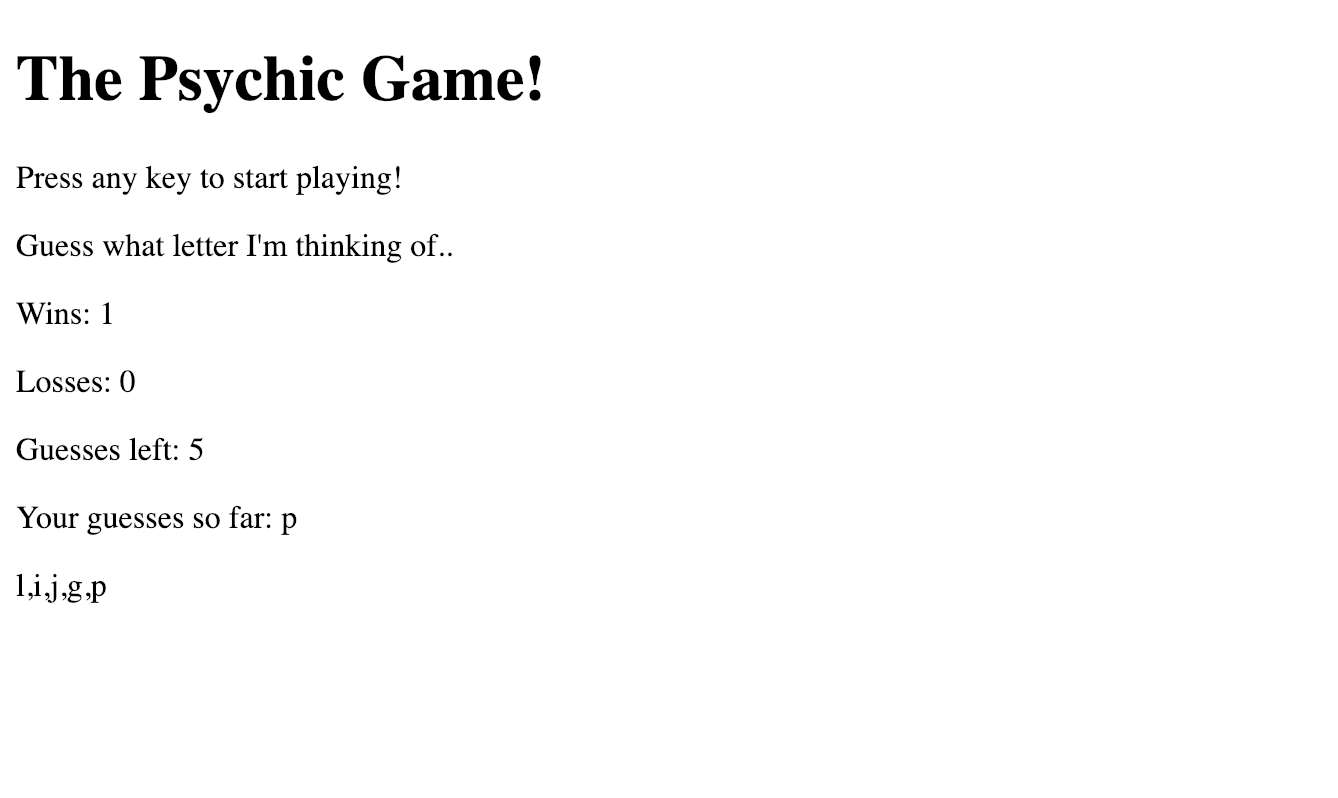 The Psychic Game!
Press any key to start playing!
Guess what letter I'm thinking of..
Wins: 1
Losses: 0
Guesses left: 5
Your guesses so far: p
l,i,j,g,p